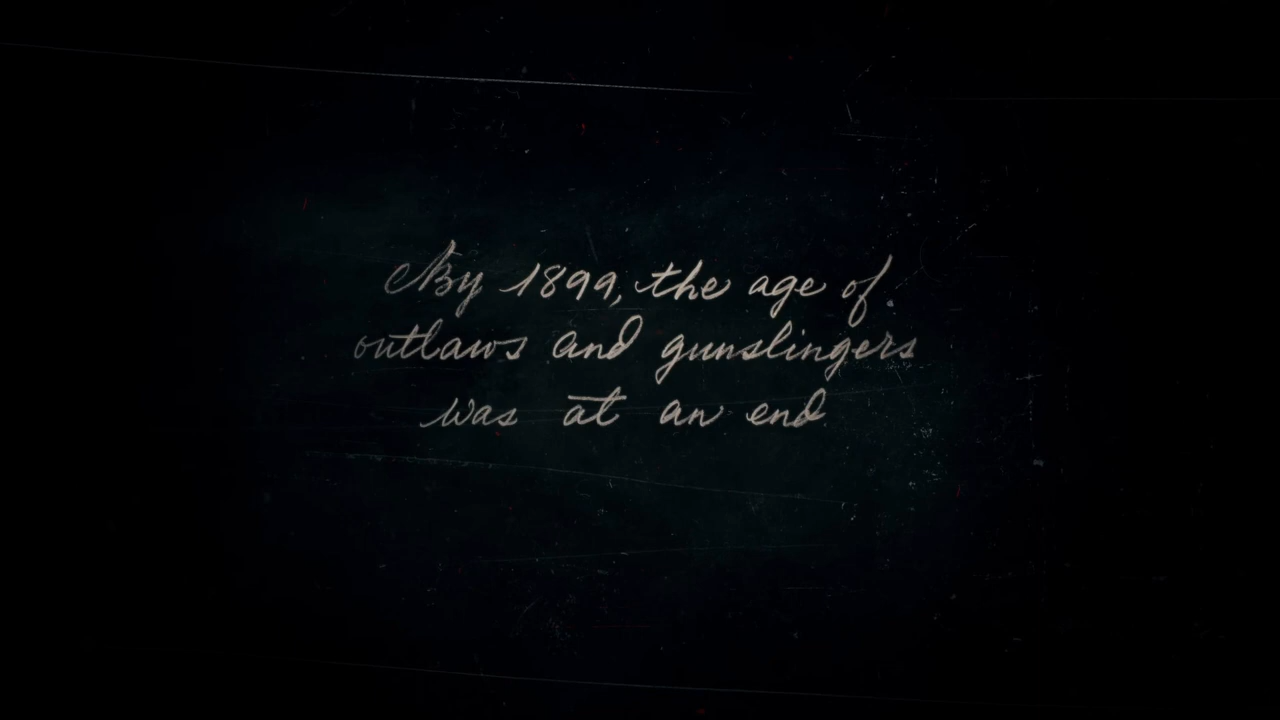 By 1899, the age of
outlaws and gunslingers
was at an end